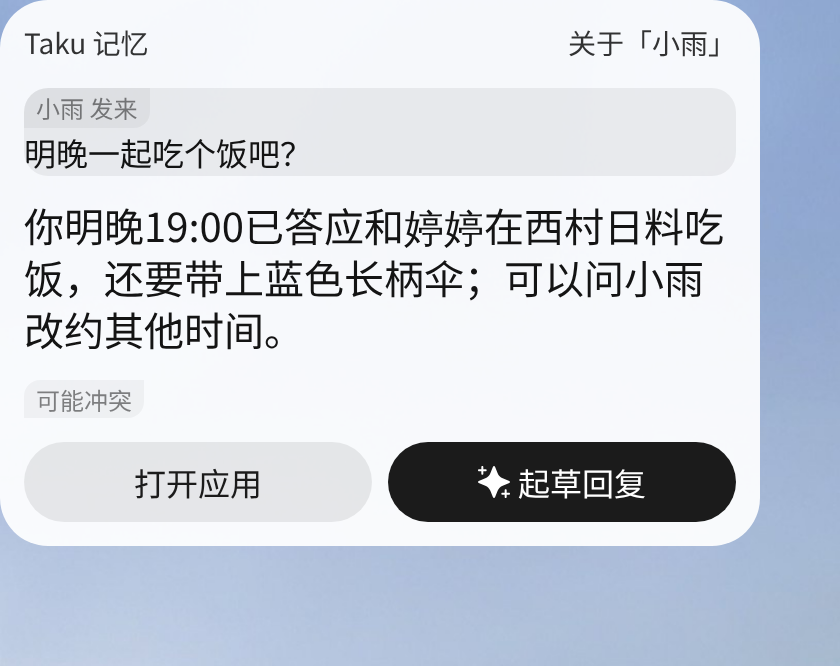 Taku 记忆
关于「小雨」
小雨 发来
明晚一起吃个饭吧？
你明晚19:00已答应和婷婷在西村日料吃
饭，还要带上蓝色长柄伞；可以问小雨
改约其他时间。
可能冲突
打开应用
起草回复